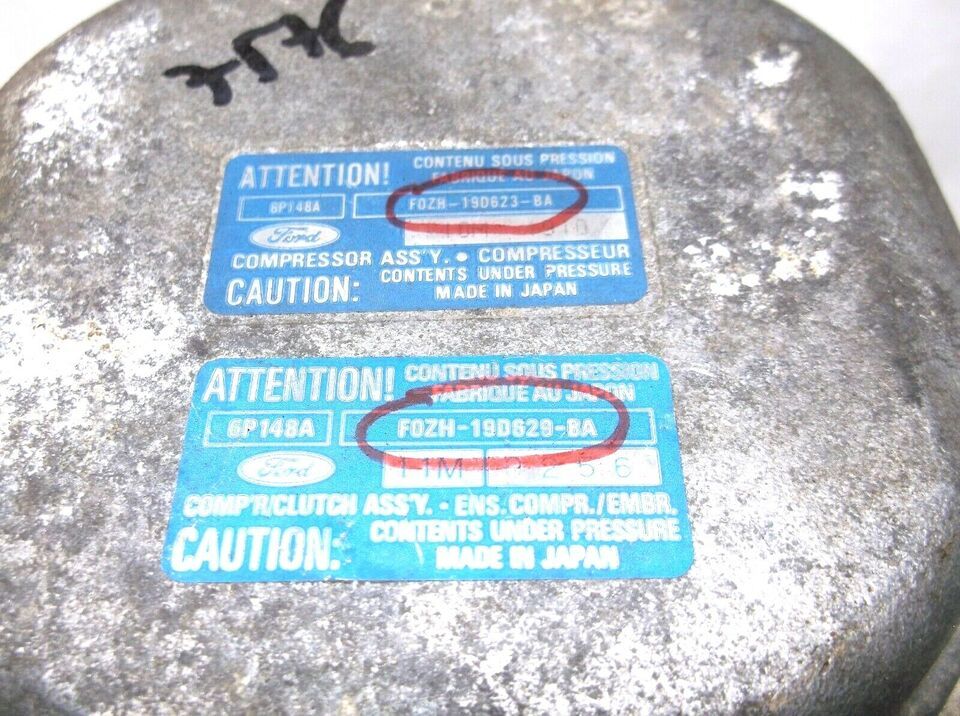 ATTENTION! CONTENU SOUS PRESSION
FABRIQUE AU JAPON
6P148A F0ZH-19D623-BA
Ford
COMPRESSOR ASS'Y. • COMPRESSEUR
CAUTION: CONTENTS UNDER PRESSURE
MADE IN JAPAN
ATTENTION! CONTENU SOUS PRESSION
FABRIQUE AU JAPON
6P148A F0ZH-19D629-BA
Ford 11M 2256
COMP'R/CLUTCH ASS'Y. • ENS. COMPR./EMBR.
CAUTION: CONTENTS UNDER PRESSURE
MADE IN JAPAN